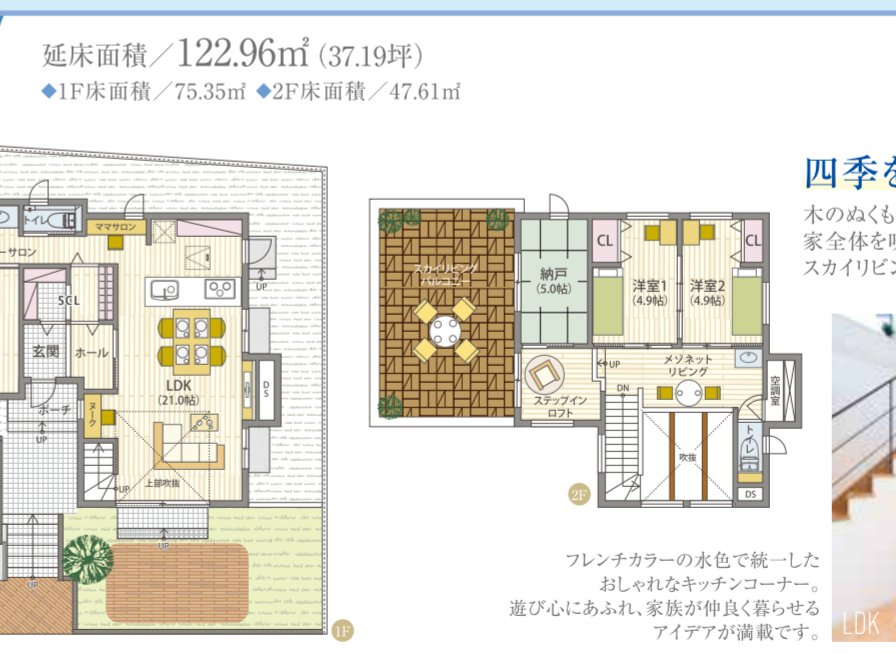 延床面積／122.96㎡（37.19坪）
◆1F床面積／75.35㎡ ◆2F床面積／47.61㎡
四季を
木のぬくも
家全体を
スカイリビン
トイレ
ママサロン
ーサロン
SCL
UP
玄関
ホール
LDK
(21.0帖)
DS
ポーチ
ヌーク
UP
UP
上部吹抜
UP
UP
1F
スカイリビング
バルコニー
納戸
(5.0帖)
CL
CL
洋室1
(4.9帖)
洋室2
(4.9帖)
UP
メゾネット
リビング
DN
ステップイン
ロフト
空調室
吹抜
トイレ
DS
2F
フレンチカラーの水色で統一した
おしゃれなキッチンコーナー。
遊び心にあふれ、家族が仲良く暮らせる
アイデアが満載です。
LDK